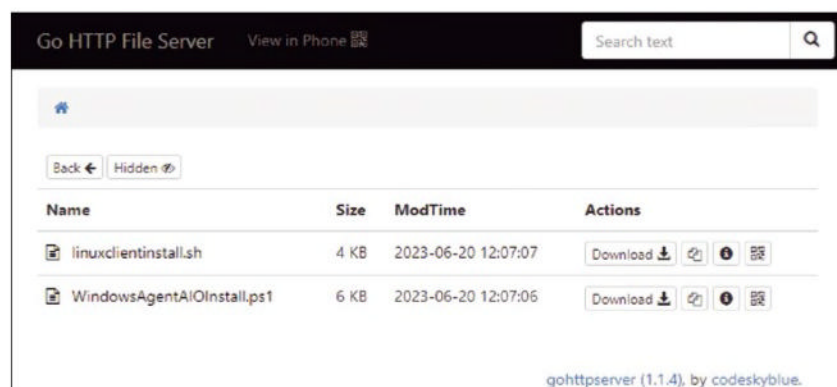 Go HTTP File Server View in Phone Search text
Back Hidden
Name Size ModTime Actions
linuxclientinstall.sh 4 KB 2023-06-20 12:07:07 Download
WindowsAgentAIOInstall.ps1 6 KB 2023-06-20 12:07:06 Download
gohttpserver (1.1.4), by codeskyblue.